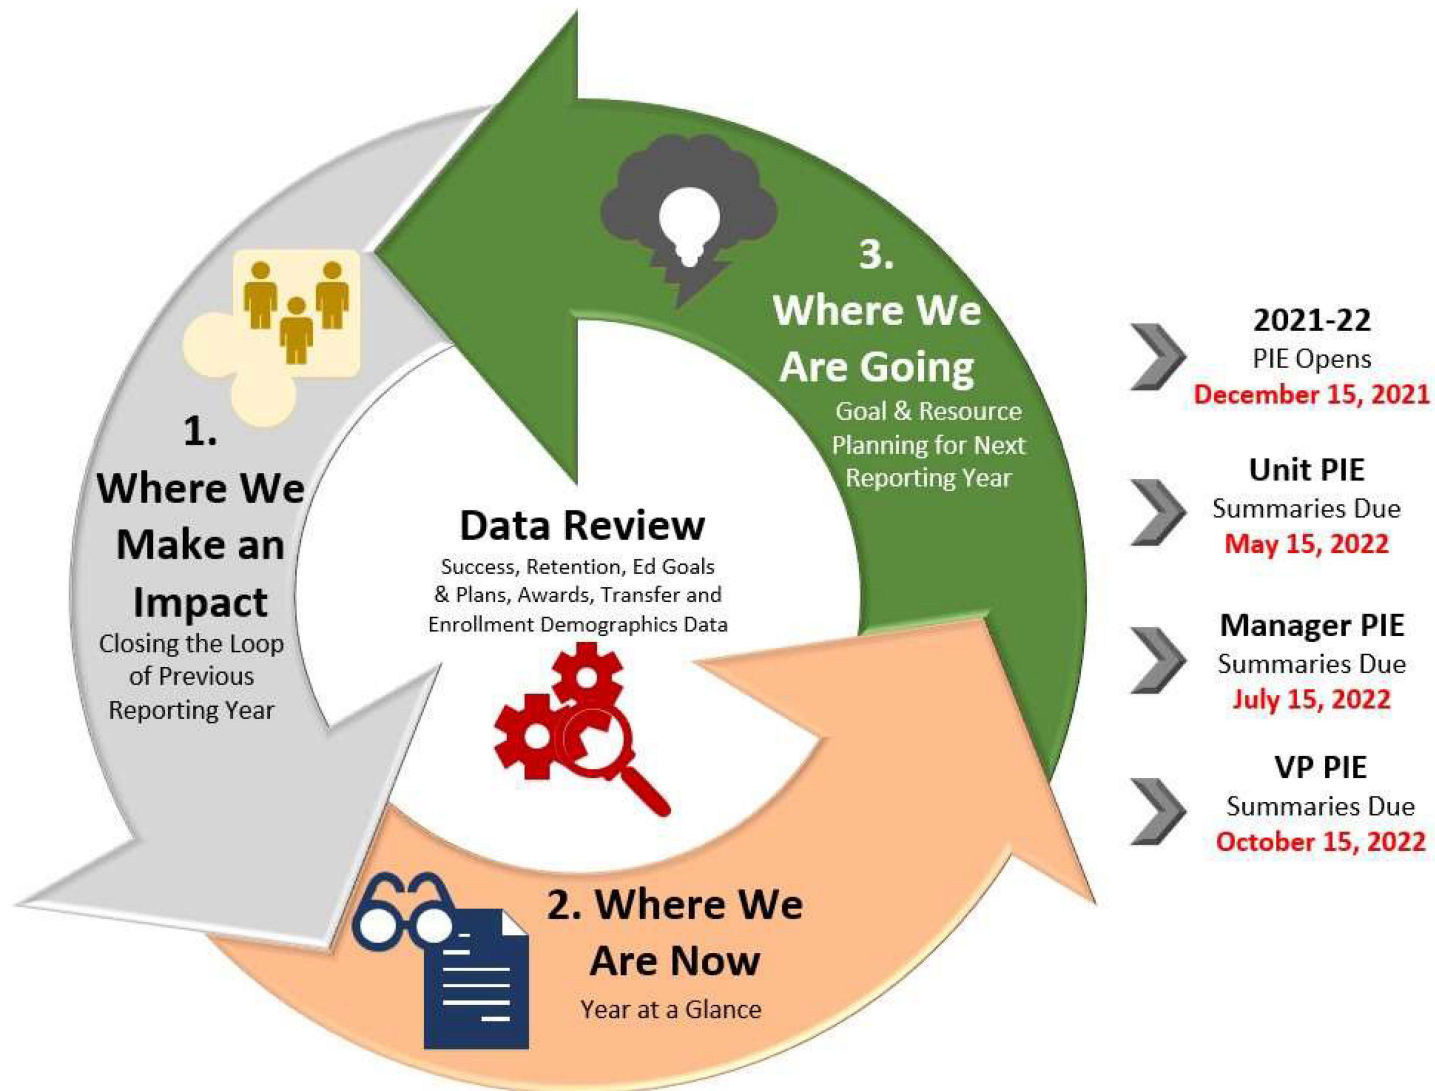 1.
Where We
Make an
Impact
Closing the Loop
of Previous
Reporting Year
2. Where We
Are Now
Year at a Glance
3.
Where We
Are Going
Goal & Resource
Planning for Next
Reporting Year
Data Review
Success, Retention, Ed Goals
& Plans, Awards, Transfer and
Enrollment Demographics Data
2021-22
PIE Opens
December 15, 2021
Unit PIE
Summaries Due
May 15, 2022
Manager PIE
Summaries Due
July 15, 2022
VP PIE
Summaries Due
October 15, 2022